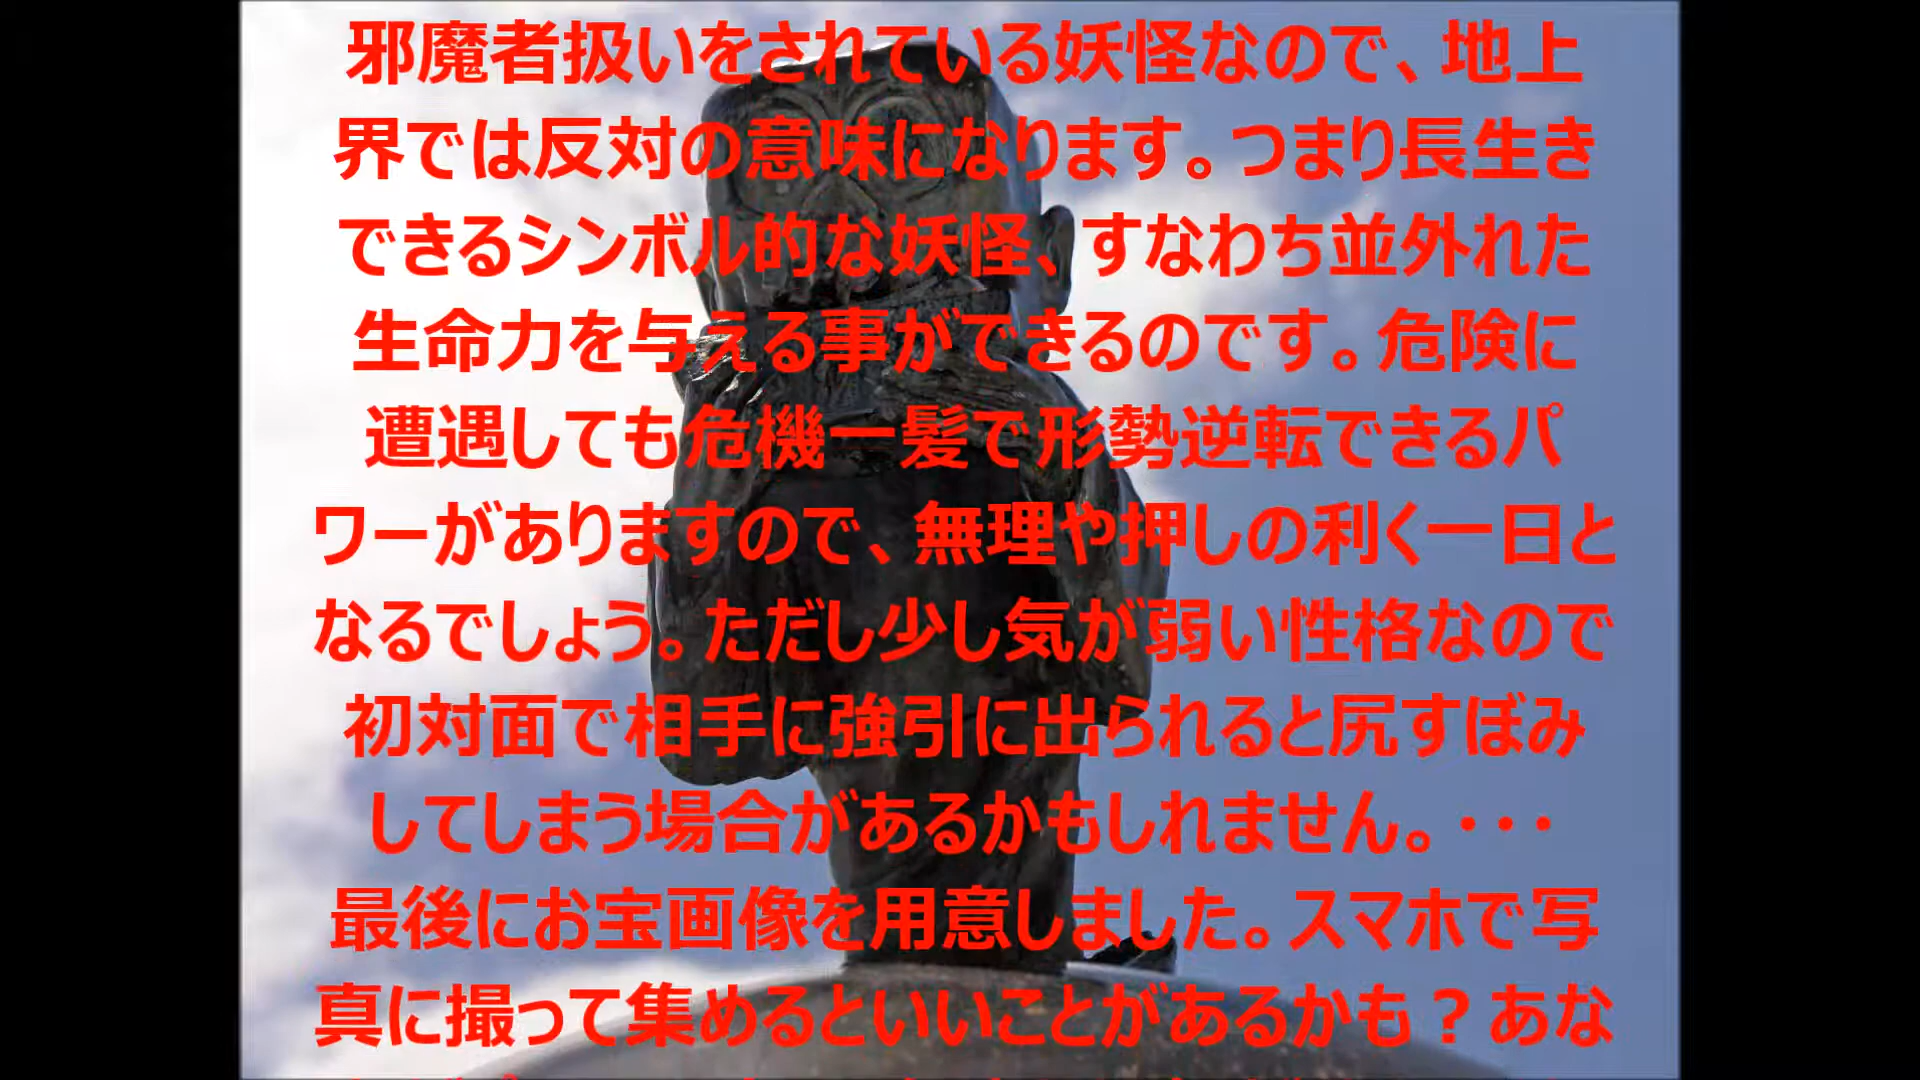 邪魔者扱いをされている妖怪なので、地上
界では反対の意味になります。つまり長生き
できるシンボル的な妖怪、すなわち並外れた
生命力を与える事ができるのです。危険に
遭遇しても危機一髪で形勢逆転できるパ
ワーがありますので、無理や押しの利く一日と
なるでしょう。ただし少し気が弱い性格なので
初対面で相手に強引に出られると尻すぼみ
してしまう場合があるかもしれません。・・・
最後にお宝画像を用意しました。スマホで写
真に撮って集めるといいことがあるかも？あな